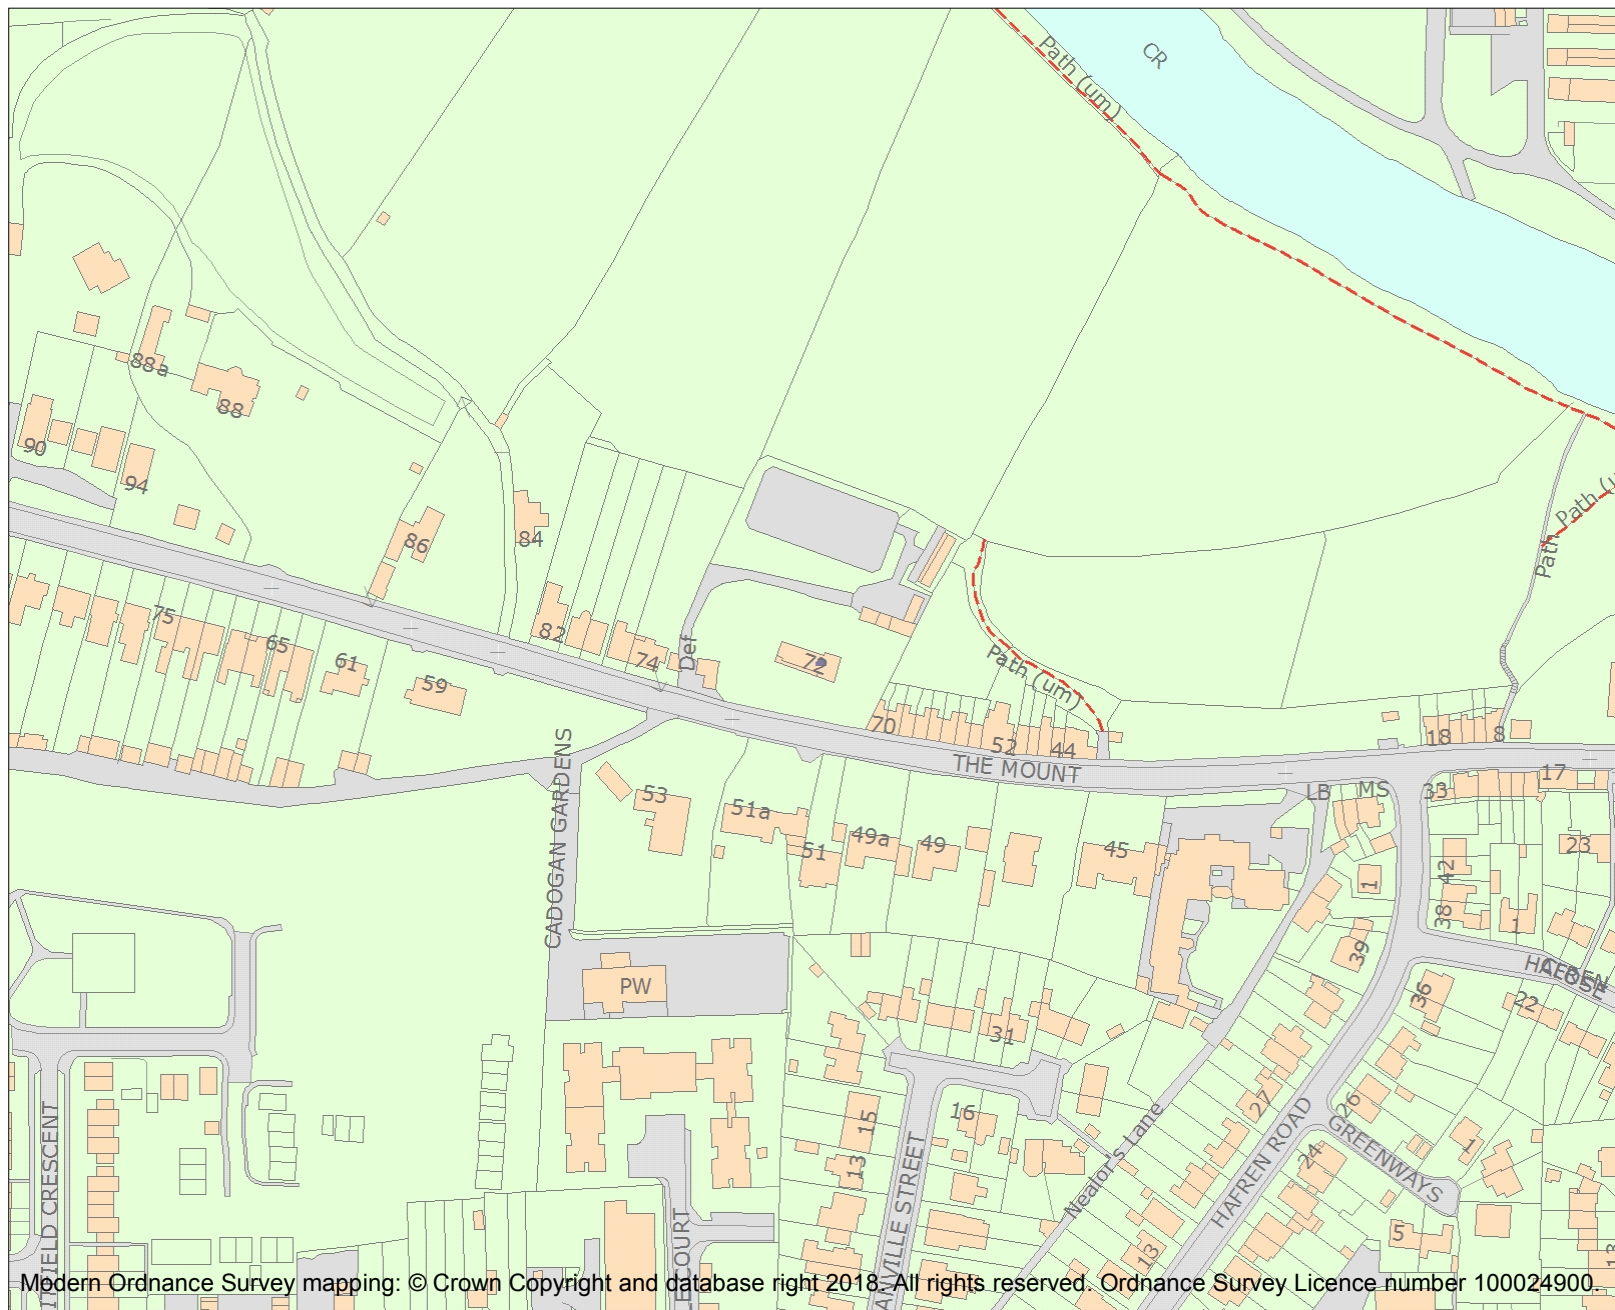 Path (um)
CR
88a
88
90
94
86
84
Path
82
75
65
61
59
74
Def
72
Path (um)
70
52
44
18
8
THE MOUNT
CADOGAN GARDENS
53
51a
51
49a
49
45
LB
MS
33
17
23
42
38
1
1
39
HAFREN
CLOSE
36
22
PW
31
16
15
13
27
26
24
GREENWAYS
1
5
13
Nealor's Lane
HAFREN ROAD
Modern Ordnance Survey mapping: © Crown Copyright and database right 2018. All rights reserved. Ordnance Survey Licence number 100024900.